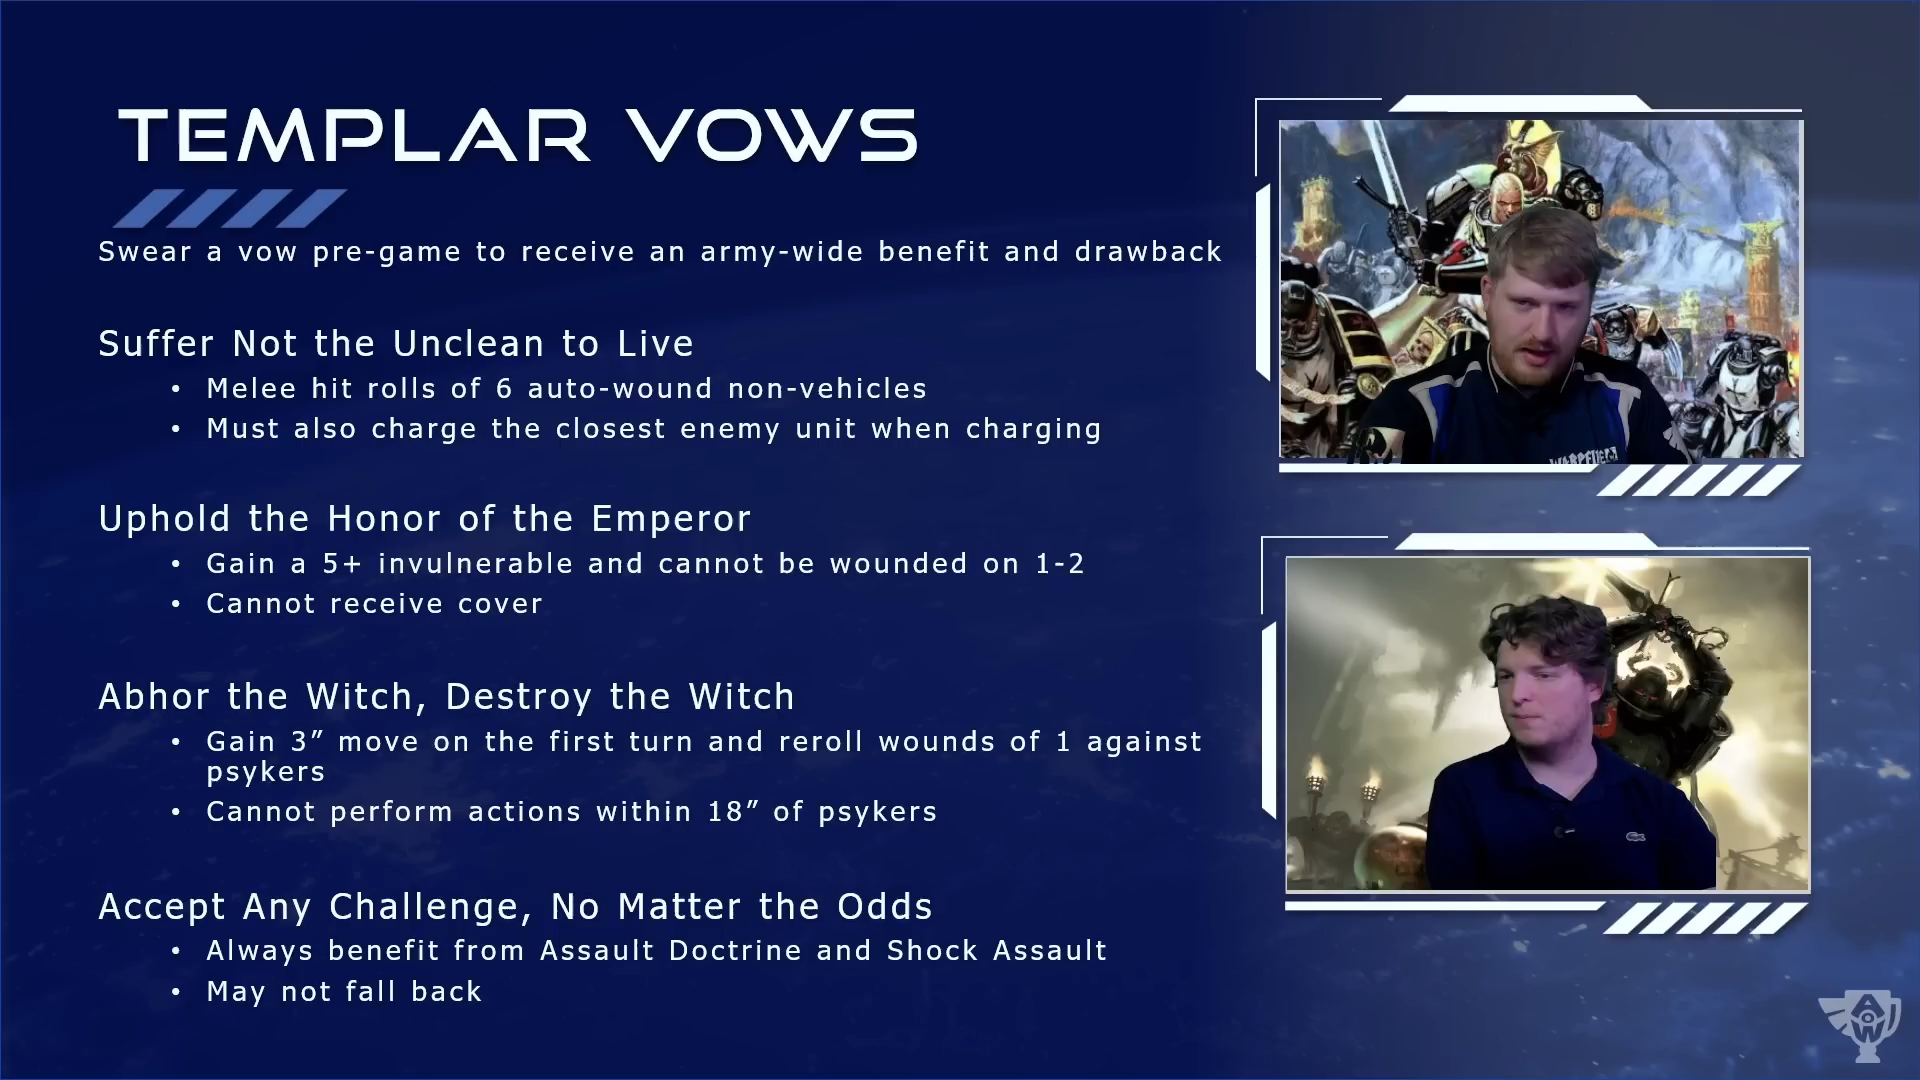 TEMPLAR VOWS
Swear a vow pre-game to receive an army-wide benefit and drawback
Suffer Not the Unclean to Live
• Melee hit rolls of 6 auto-wound non-vehicles
• Must also charge the closest enemy unit when charging
Uphold the Honor of the Emperor
• Gain a 5+ invulnerable and cannot be wounded on 1-2
• Cannot receive cover
Abhor the Witch, Destroy the Witch
• Gain 3” move on the first turn and reroll wounds of 1 against
psykers
• Cannot perform actions within 18” of psykers
Accept Any Challenge, No Matter the Odds
• Always benefit from Assault Doctrine and Shock Assault
• May not fall back
AOW